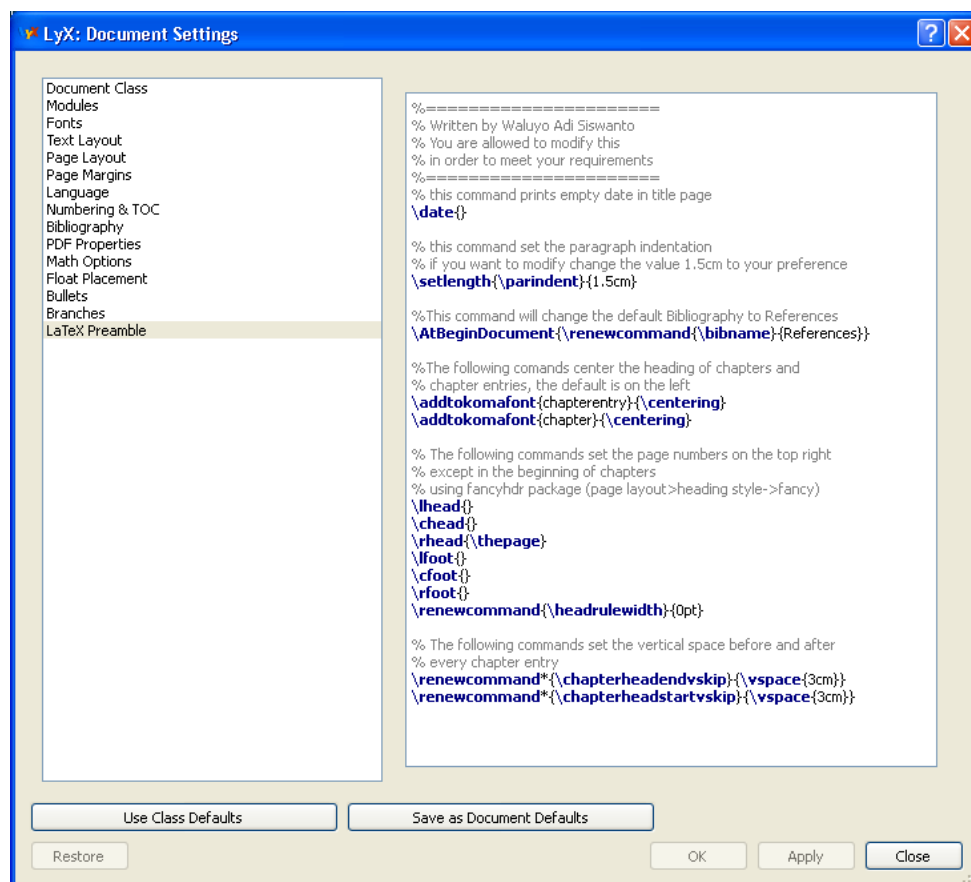 LyX: Document Settings
Document Class
Modules
Fonts
Text Layout
Page Layout
Page Margins
Language
Numbering & TOC
Bibliography
PDF Properties
Math Options
Float Placement
Bullets
Branches
LaTeX Preamble
%======================
% Written by Waluyo Adi Siswanto
% You are allowed to modify this
% in order to meet your requirements
%======================
% this command prints empty date in title page
\date{}
% this command set the paragraph indentation
% if you want to modify change the value 1.5cm to your preference
\setlength{\parindent}{1.5cm}
%This command will change the default Bibliography to References
\AtBeginDocument{\renewcommand{\bibname}{References}}
%The following comands center the heading of chapters and
% chapter entries, the default is on the left
\addtokomafont{chapterentry}{\centering}
\addtokomafont{chapter}{\centering}
% The following commands set the page numbers on the top right
% except in the beginning of chapters
% using fancyhdr package (page layout>heading style->fancy)
\lhead{}
\chead{}
\rhead{\thepage}
\lfoot{}
\cfoot{}
\rfoot{}
\renewcommand{\headrulewidth}{0pt}
% The following commands set the vertical space before and after
% every chapter entry
\renewcommand*{\chapterheadendvskip}{\vspace{3cm}}
\renewcommand*{\chapterheadstartvskip}{\vspace{3cm}}
Use Class Defaults
Save as Document Defaults
Restore
OK
Apply
Close